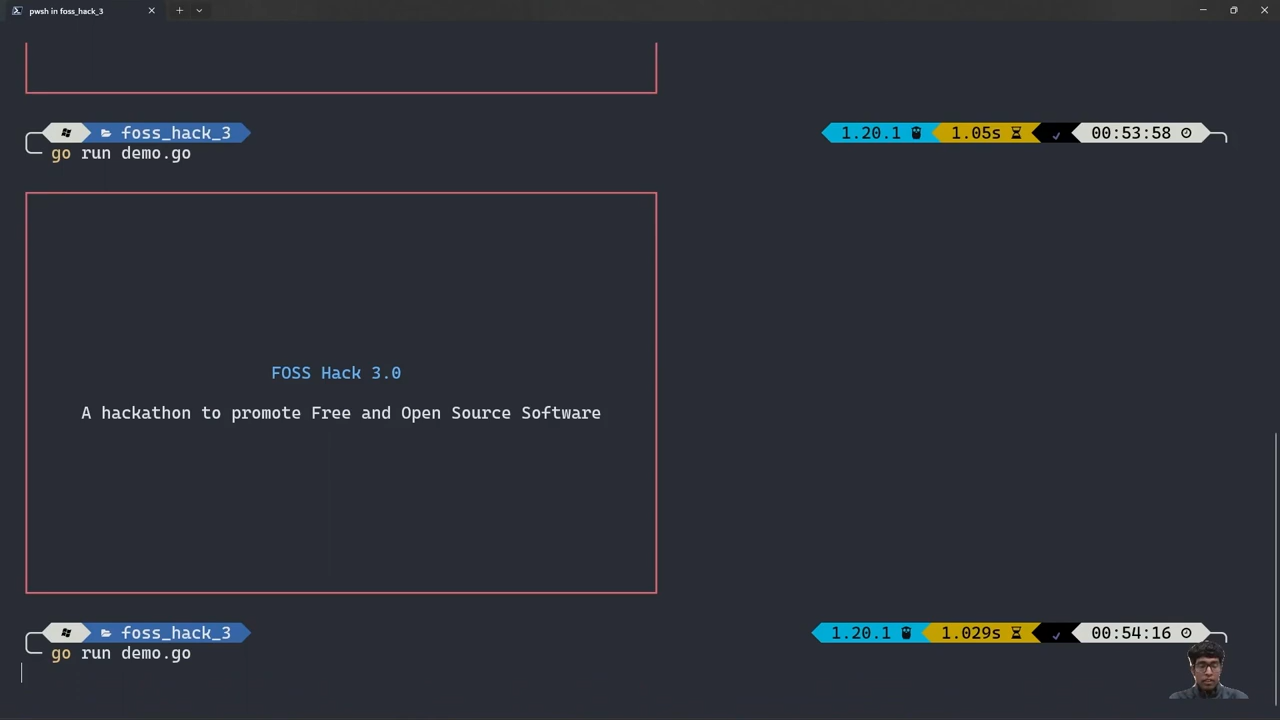 pwsh in foss_hack_3
foss_hack_3 1.20.1 1.05s 00:53:58
go run demo.go
FOSS Hack 3.0
A hackathon to promote Free and Open Source Software
foss_hack_3 1.20.1 1.029s 00:54:16
go run demo.go